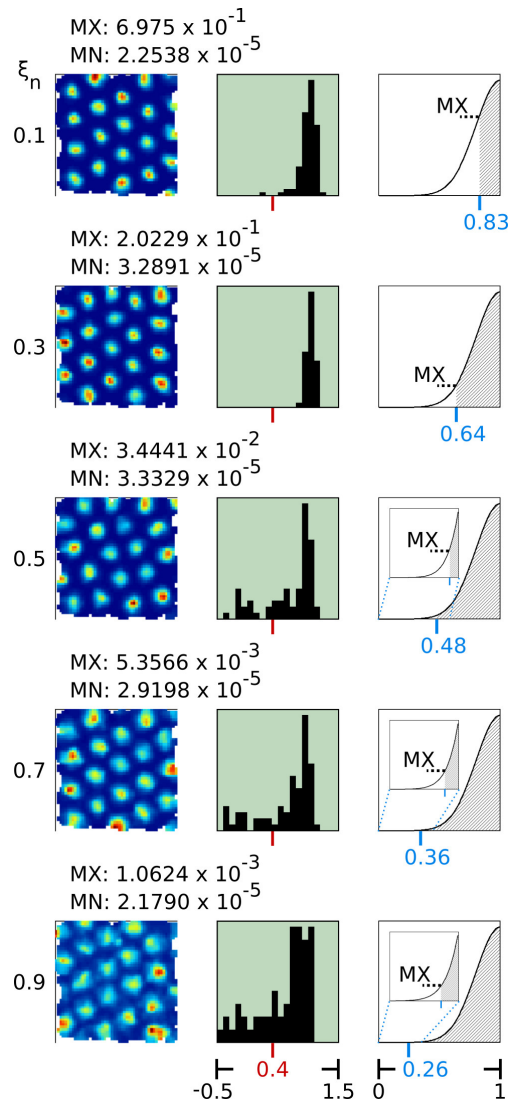 MX: 6.975 x 10-1
MN: 2.2538 x 10-5
ξn
0.1
MX
0.83
MX: 2.0229 x 10-1
MN: 3.2891 x 10-5
0.3
MX
0.64
MX: 3.4441 x 10-2
MN: 3.3329 x 10-5
0.5
MX
0.48
MX: 5.3566 x 10-3
MN: 2.9198 x 10-5
0.7
MX
0.36
MX: 1.0624 x 10-3
MN: 2.1790 x 10-5
0.9
MX
0.4
0.26
-0.5
1.5
0
1